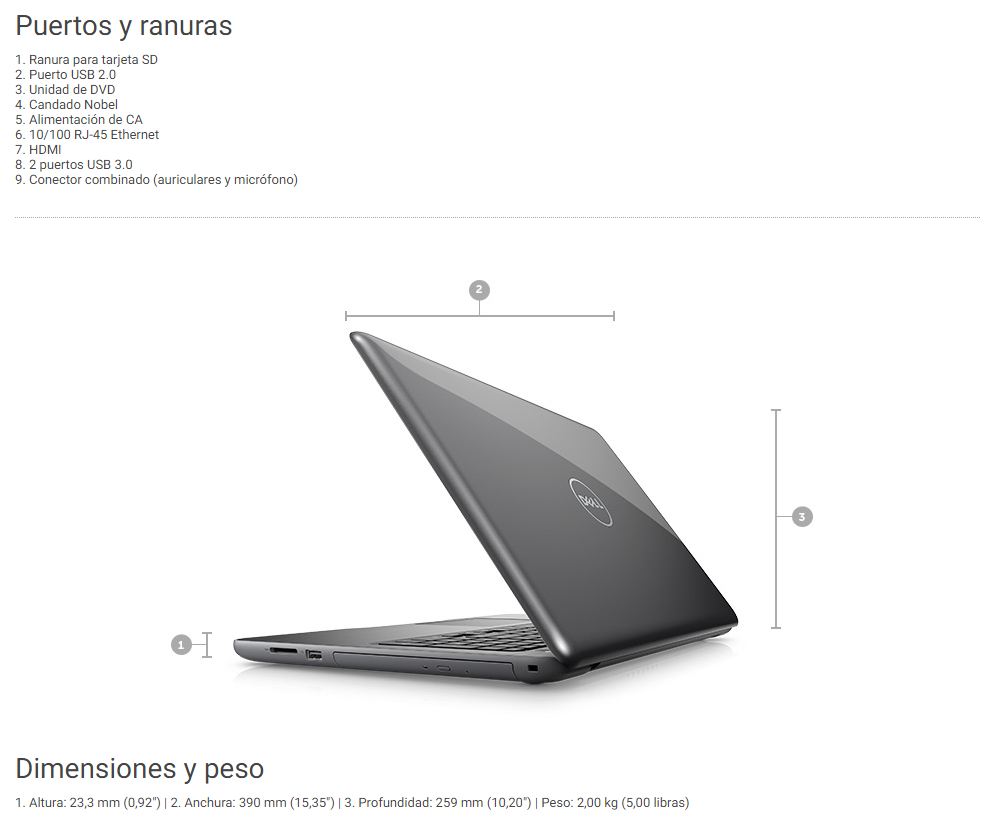 Puertos y ranuras
1. Ranura para tarjeta SD
2. Puerto USB 2.0
3. Unidad de DVD
4. Candado Nobel
5. Alimentación de CA
6. 10/100 RJ-45 Ethernet
7. HDMI
8. 2 puertos USB 3.0
9. Conector combinado (auriculares y micrófono)
2
DELL
3
1
Dimensiones y peso
1. Altura: 23,3 mm (0,92") | 2. Anchura: 390 mm (15,35") | 3. Profundidad: 259 mm (10,20") | Peso: 2,00 kg (5,00 libras)